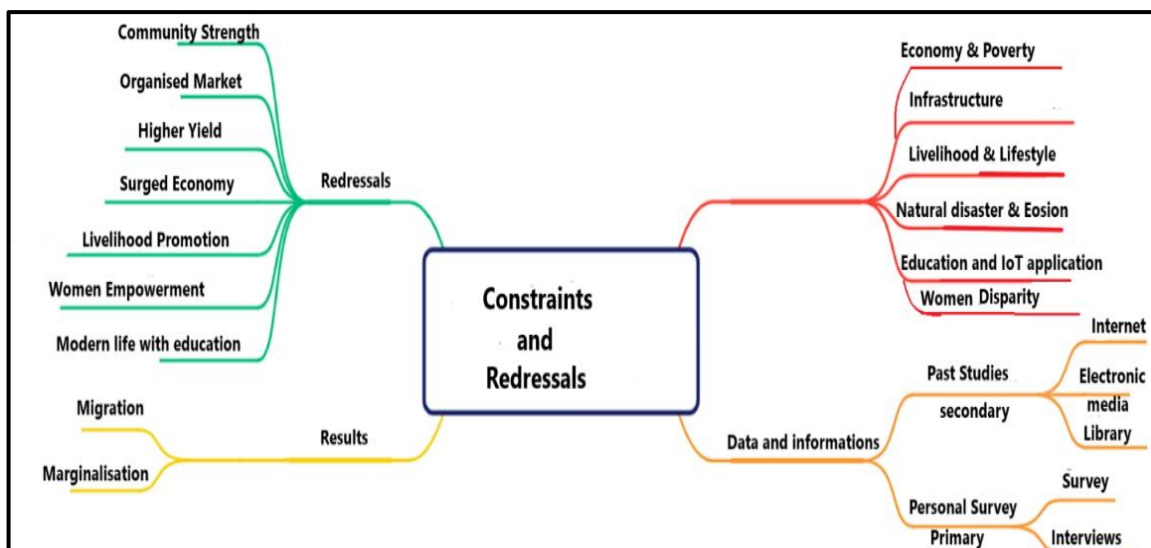 Community Strength
Organised Market
Higher Yield
Surged Economy
Livelihood Promotion
Women Empowerment
Modern life with education
Redressals
Migration
Marginalisation
Results
Constraints
and
Redressals
Economy & Poverty
Infrastructure
Livelihood & Lifestyle
Natural disaster & Eosion
Education and IoT application
Women Disparity
Data and informations
Past Studies
secondary
Internet
Electronic
media
Library
Personal Survey
Primary
Survey
Interviews